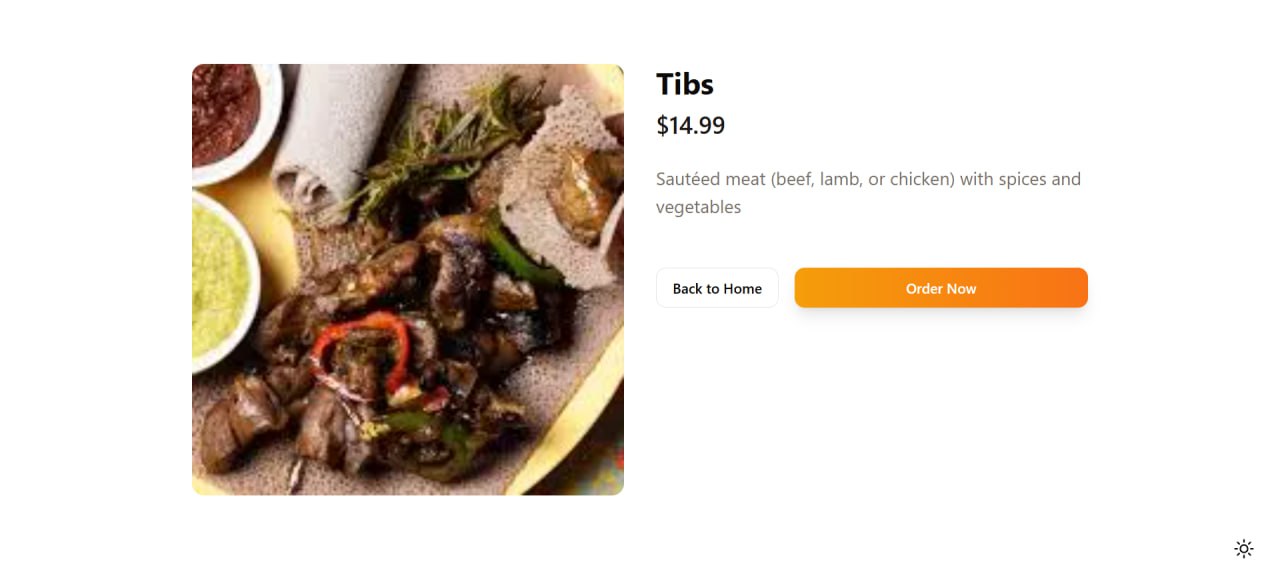 Tibs
$14.99
Sautéed meat (beef, lamb, or chicken) with spices and
vegetables
Back to Home
Order Now